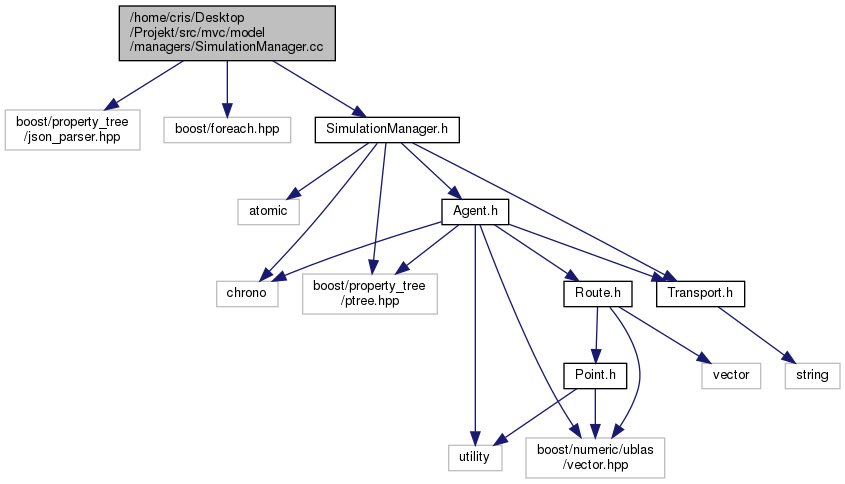 /home/cris/Desktop
/Projekt/src/mvc/model
/managers/SimulationManager.cc
boost/property_tree
/json_parser.hpp
boost/foreach.hpp
SimulationManager.h
atomic
Agent.h
chrono
boost/property_tree
/ptree.hpp
Route.h
Transport.h
Point.h
vector
string
utility
boost/numeric/ublas
/vector.hpp